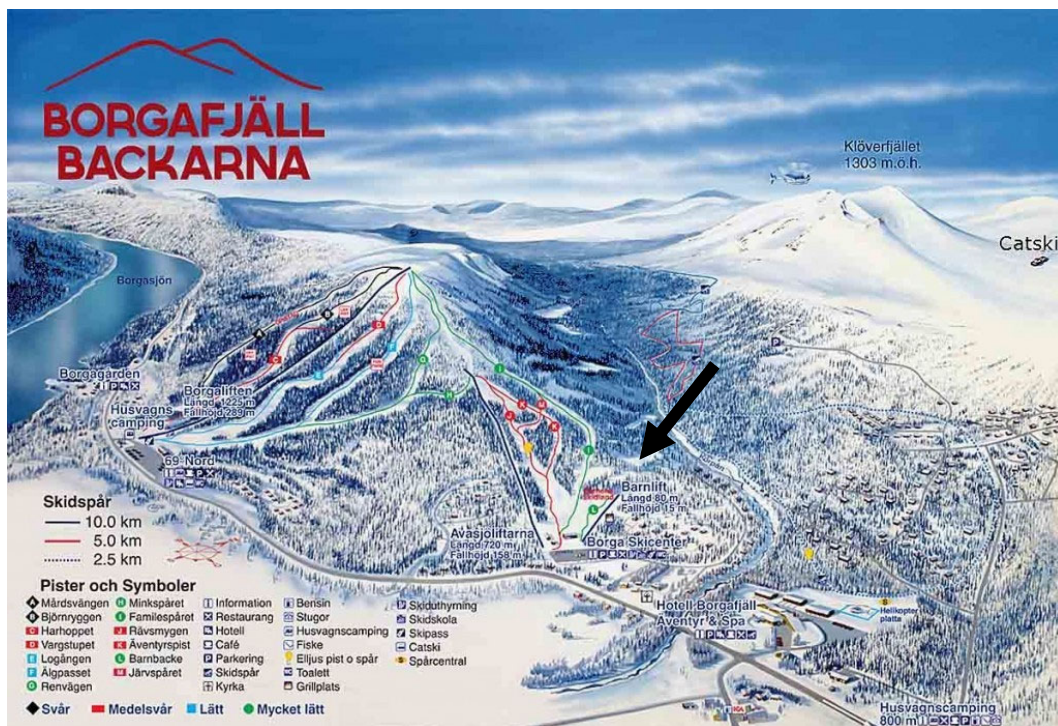 BORGAFJÄLL
BACKARNA
Klöverfjället
1303 m.ö.h.
Catski
Borgasjön
Borgagården
Borgaliften
Längd 1225 m
Fallhöjd 289 m
Husvagns
camping
69 Nord
Barnlift
Längd 80 m
Fallhöjd 15 m
Avasjöliftarna
Längd 720 m
Fallhöjd 158 m
Borga Skicenter
Hotell Borgafjäll
Äventyr & Spa
Helikopter
platta
ICA
Husvagnscamping
800 m
Skidspår
10.0 km
5.0 km
2.5 km
Pister och Symboler
A Mårdsvängen
B Björnryggen
C Harhoppet
D Vargstupet
E Logången
F Älgpasset
G Renvägen
H Minkspåret
I Familespåret
J Rävsmygen
K Äventyrspist
L Barnbacke
M Järvspåret
Information
Restaurang
Hotell
Café
Parkering
Skidspår
Kyrka
Bensin
Stugor
Husvagnscamping
Fiske
Elljus pist o spår
Toalett
Grillplats
Skiduthyrning
Skidskola
Skipass
Catski
Spårcentral
Svår
Medelsvår
Lätt
Mycket lätt